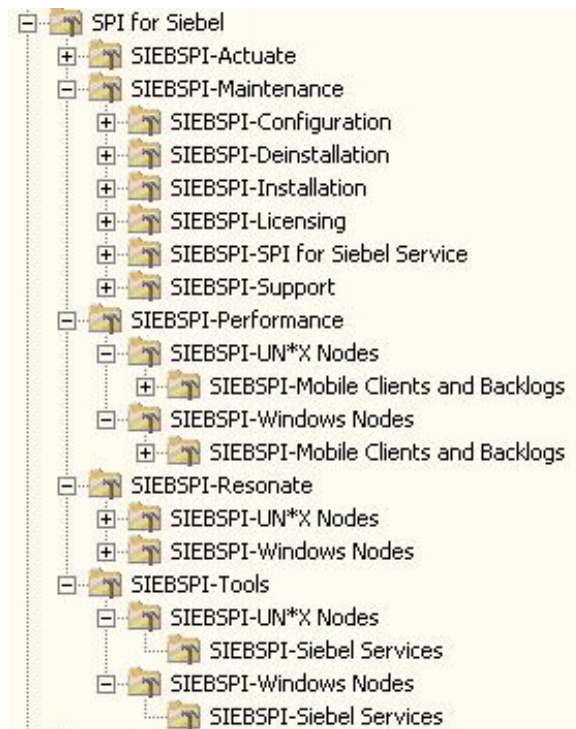 SPI for Siebel
SIEBSPI-Actuate
SIEBSPI-Maintenance
SIEBSPI-Configuration
SIEBSPI-Deinstallation
SIEBSPI-Installation
SIEBSPI-Licensing
SIEBSPI-SPI for Siebel Service
SIEBSPI-Support
SIEBSPI-Performance
SIEBSPI-UN*X Nodes
SIEBSPI-Mobile Clients and Backlogs
SIEBSPI-Windows Nodes
SIEBSPI-Mobile Clients and Backlogs
SIEBSPI-Resonate
SIEBSPI-UN*X Nodes
SIEBSPI-Windows Nodes
SIEBSPI-Tools
SIEBSPI-UN*X Nodes
SIEBSPI-Siebel Services
SIEBSPI-Windows Nodes
SIEBSPI-Siebel Services